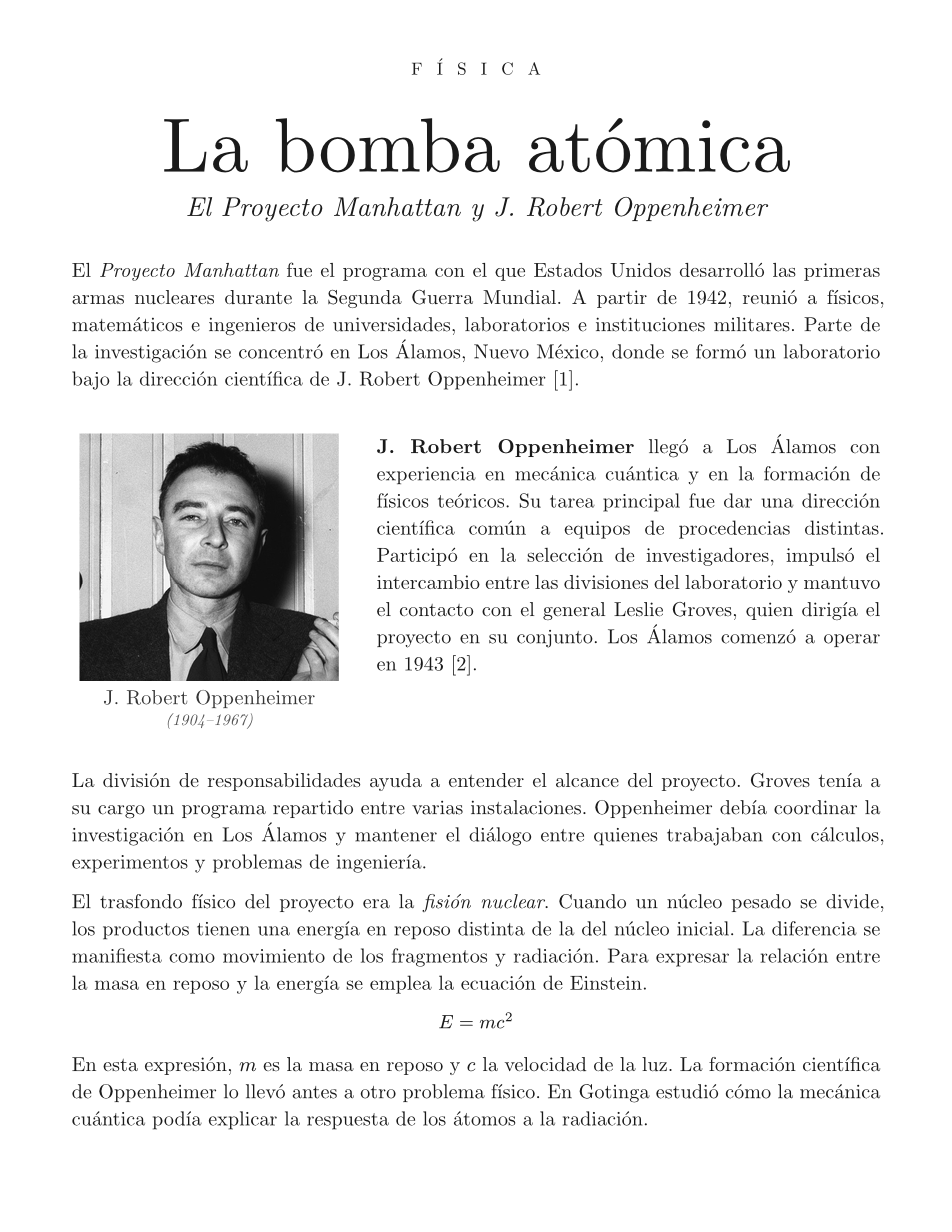 FÍSICA
La bomba atómica
El Proyecto Manhattan y J. Robert Oppenheimer
El Proyecto Manhattan fue el programa con el que Estados Unidos desarrolló las primeras
armas nucleares durante la Segunda Guerra Mundial. A partir de 1942, reunió a físicos,
matemáticos e ingenieros de universidades, laboratorios e instituciones militares. Parte de
la investigación se concentró en Los Álamos, Nuevo México, donde se formó un laboratorio
bajo la dirección científica de J. Robert Oppenheimer [1].
J. Robert Oppenheimer
(1904–1967)
J. Robert Oppenheimer llegó a Los Álamos con
experiencia en mecánica cuántica y en la formación de
físicos teóricos. Su tarea principal fue dar una dirección
científica común a equipos de procedencias distintas.
Participó en la selección de investigadores, impulsó el
intercambio entre las divisiones del laboratorio y mantuvo
el contacto con el general Leslie Groves, quien dirigía el
proyecto en su conjunto. Los Álamos comenzó a operar
en 1943 [2].
La división de responsabilidades ayuda a entender el alcance del proyecto. Groves tenía a
su cargo un programa repartido entre varias instalaciones. Oppenheimer debía coordinar la
investigación en Los Álamos y mantener el diálogo entre quienes trabajaban con cálculos,
experimentos y problemas de ingeniería.
El trasfondo físico del proyecto era la fisión nuclear. Cuando un núcleo pesado se divide,
los productos tienen una energía en reposo distinta de la del núcleo inicial. La diferencia se
manifiesta como movimiento de los fragmentos y radiación. Para expresar la relación entre
la masa en reposo y la energía se emplea la ecuación de Einstein.
E = mc²
En esta expresión, m es la masa en reposo y c la velocidad de la luz. La formación científica
de Oppenheimer lo llevó antes a otro problema físico. En Gotinga estudió cómo la mecánica
cuántica podía explicar la respuesta de los átomos a la radiación.